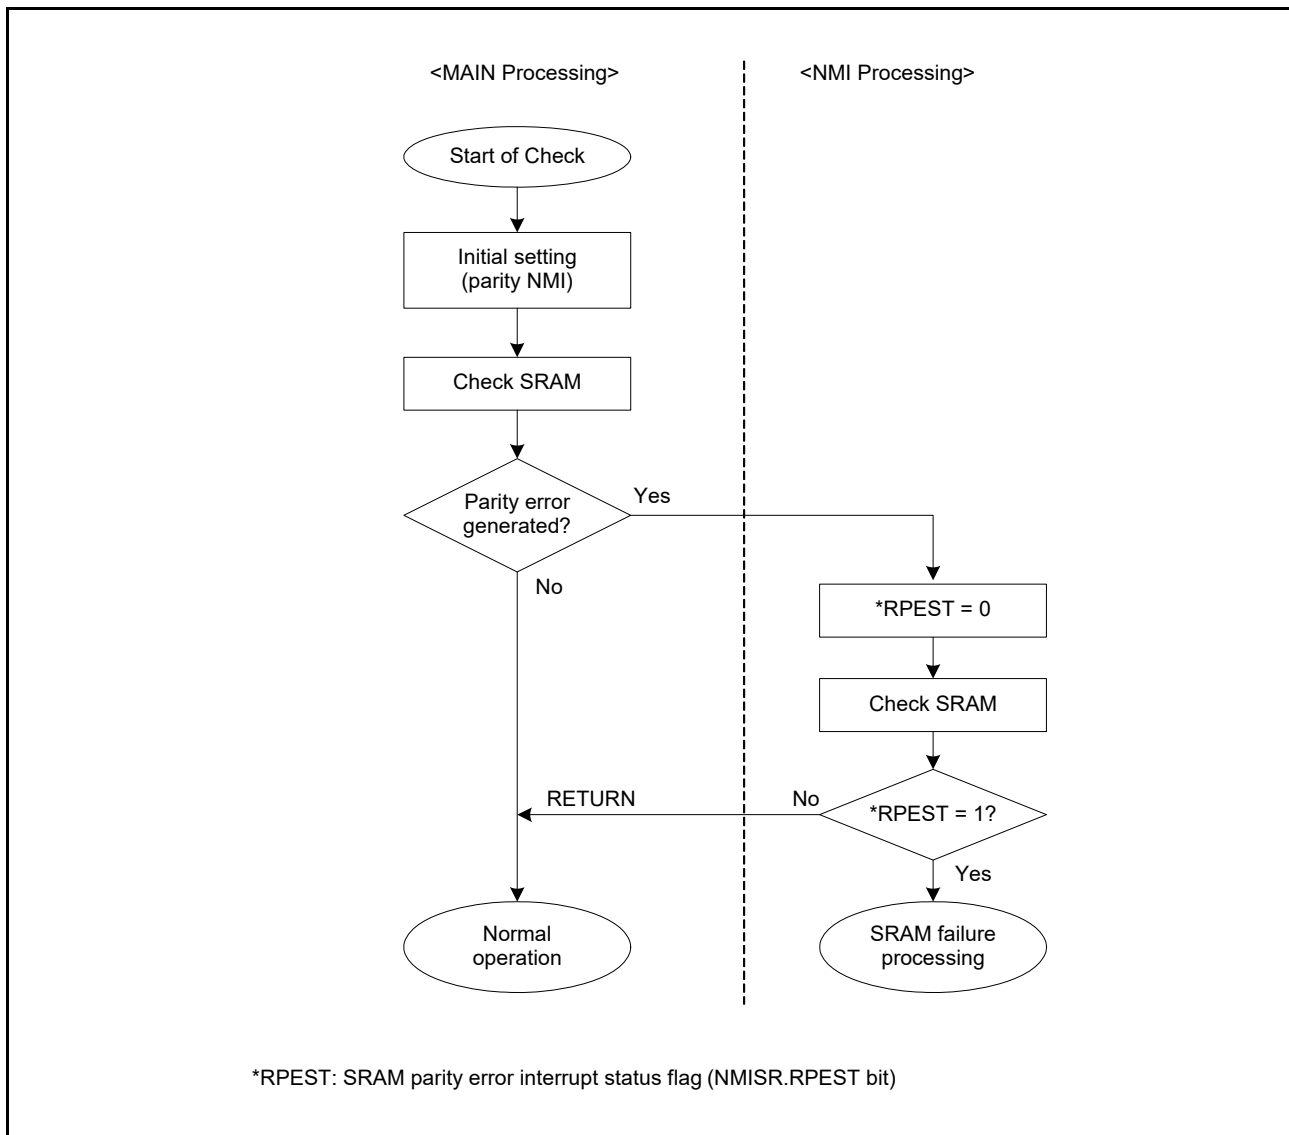 <MAIN Processing>
<NMI Processing>
Start of Check
Initial setting
(parity NMI)
Check SRAM
Parity error
generated?
Yes
No
*RPEST = 0
Check SRAM
*RPEST = 1?
No
RETURN
Yes
Normal
operation
SRAM failure
processing
*RPEST: SRAM parity error interrupt status flag (NMISR.RPEST bit)